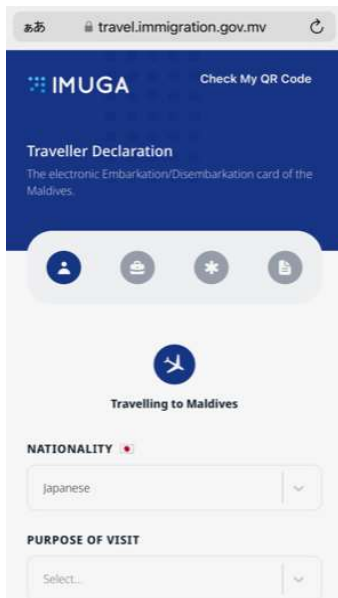 ぁあ travel.immigration.gov.mv
IMUGA Check My QR Code
Traveller Declaration
The electronic Embarkation/Disembarkation card of the
Maldives.
Travelling to Maldives
NATIONALITY
Japanese
PURPOSE OF VISIT
Select...